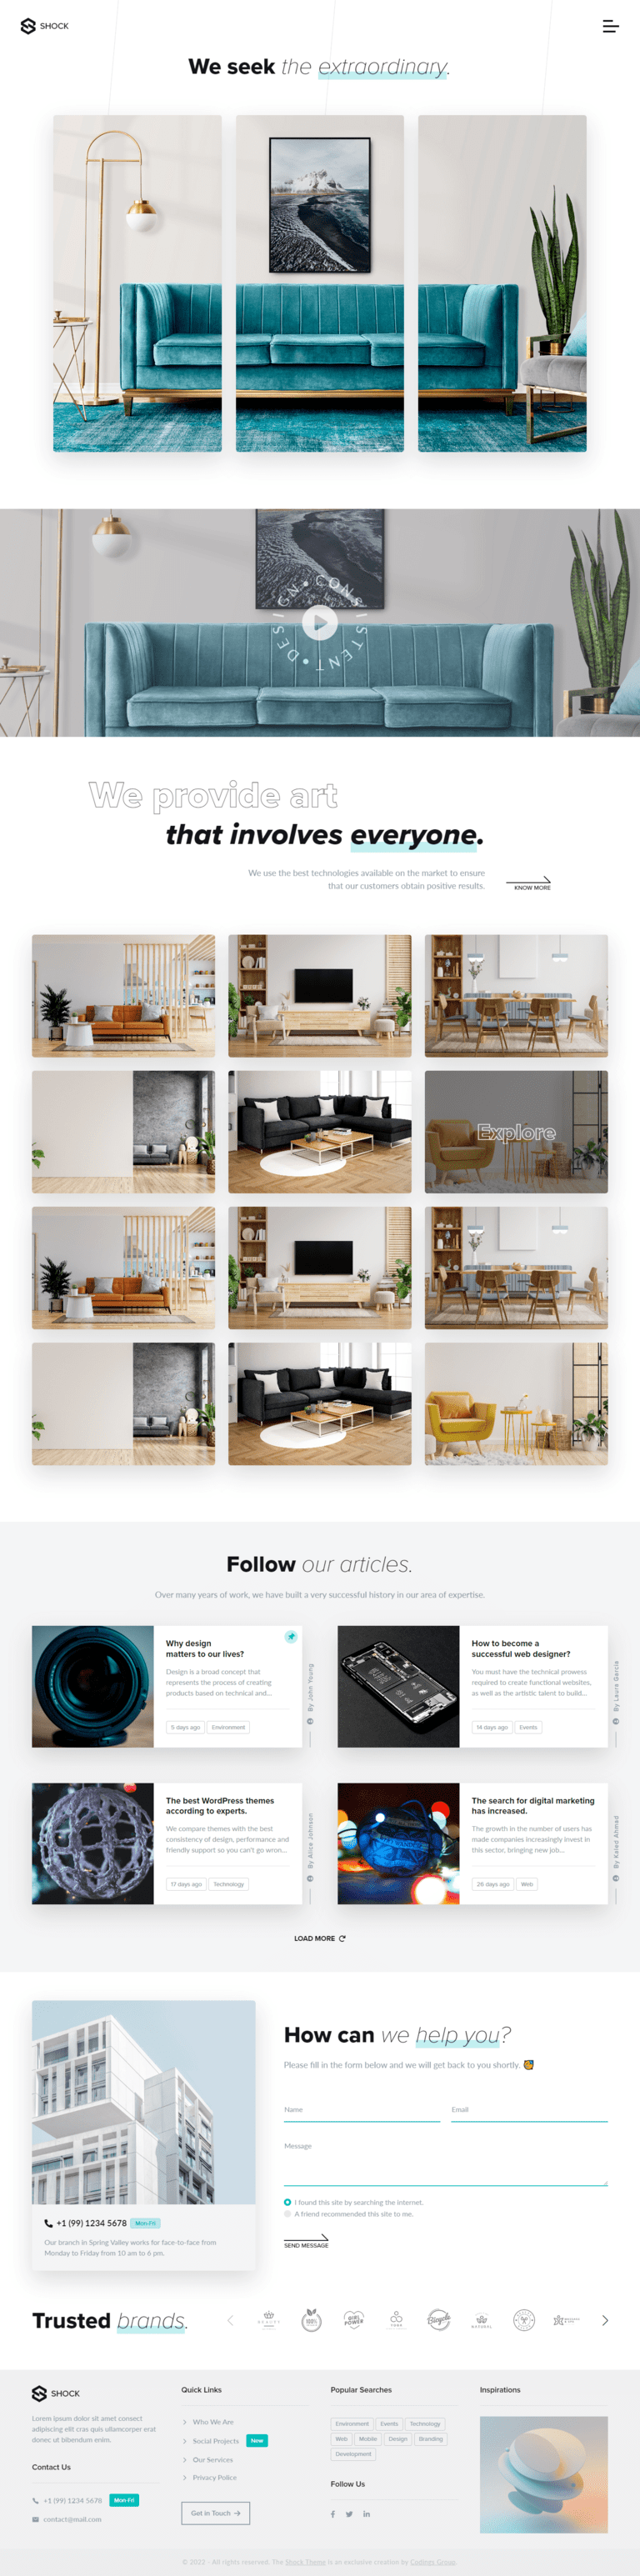 SHOCK
We seek the extraordinary.
CONSISTENT • DESIGN •
We provide art
that involves everyone.
We use the best technologies available on the market to ensure
that our customers obtain positive results.
KNOW MORE
Explore
Follow our articles.
Over many years of work, we have built a very successful history in our area of expertise.
Why design
matters to our lives?
Design is a broad concept that
represents the process of creating
products based on technical and...
5 days ago Environment
By John Young
How to become a
successful web designer?
You must have the technical prowess
required to create functional websites,
as well as the artistic talent to build...
14 days ago Events
By Laura Garcia
The best WordPress themes
according to experts.
We compare themes with the best
consistency of design, performance and
friendly support so you can't go wron...
17 days ago Technology
By Alice Johnson
The search for digital marketing
has increased.
The growth in the number of users has
made companies increasingly invest in
this sector, bringing new job...
26 days ago Web
By Kaled Ahmed
LOAD MORE
How can we help you?
Please fill in the form below and we will get back to you shortly.
Name Email
Message
I found this site by searching the Internet.
A friend recommended this site to me.
SEND MESSAGE
+1 (99) 1234 5678 Mon-Fri
Our branch in Spring Valley works for face-to-face from
Monday to Friday from 10 am to 6 pm.
Trusted brands.
GIRL POWER
Bicycle
NATURAL
SHOCK
Lorem ipsum dolor sit amet consect
adipiscing elit cras quis ullamcorper erat
donec ut bibendum enim.
Contact Us
+1 (99) 1234 5678 Mon-Fri
contact@mail.com
Quick Links
Who We Are
Social Projects New
Our Services
Privacy Police
Get in Touch
Popular Searches
Environment Events Technology
Web Mobile Design Branding
Development
Follow Us
Inspirations
© 2022 - All rights reserved. The Shock Theme is an exclusive creation by Codings Group.